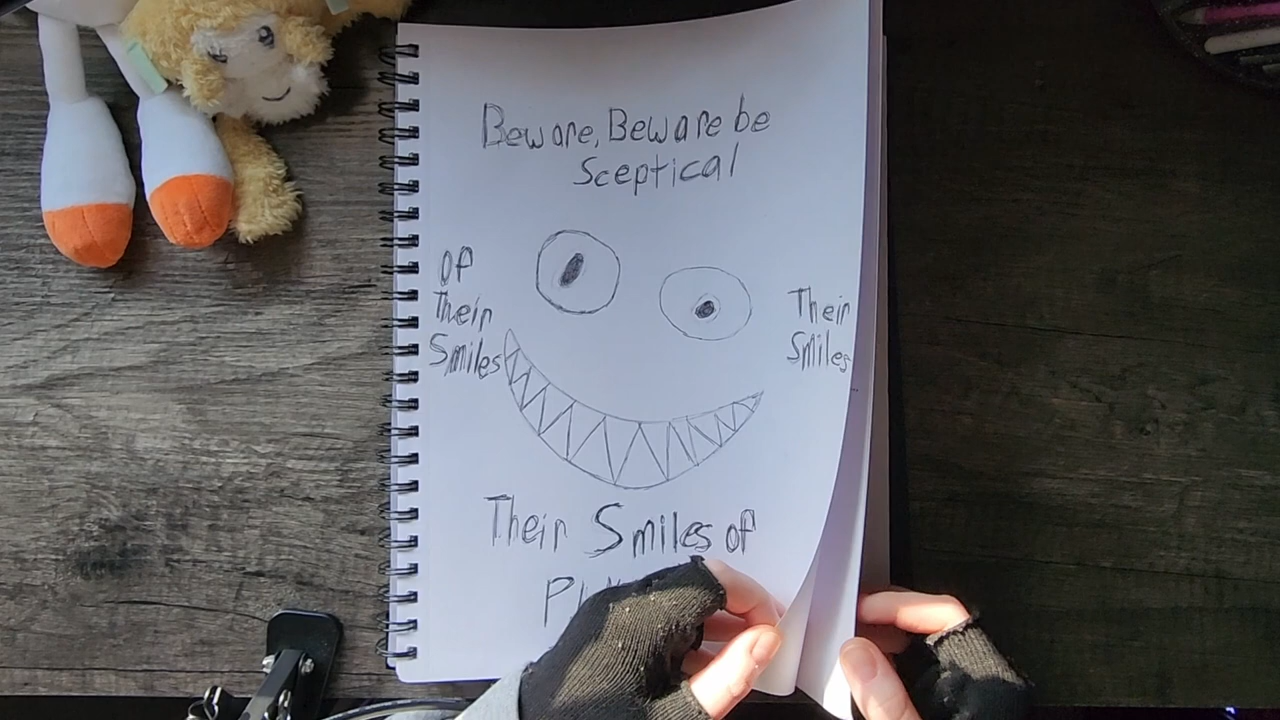 Beware, Beware be
Sceptical
Of
Their
Smiles
Their
Smiles
Their Smiles of